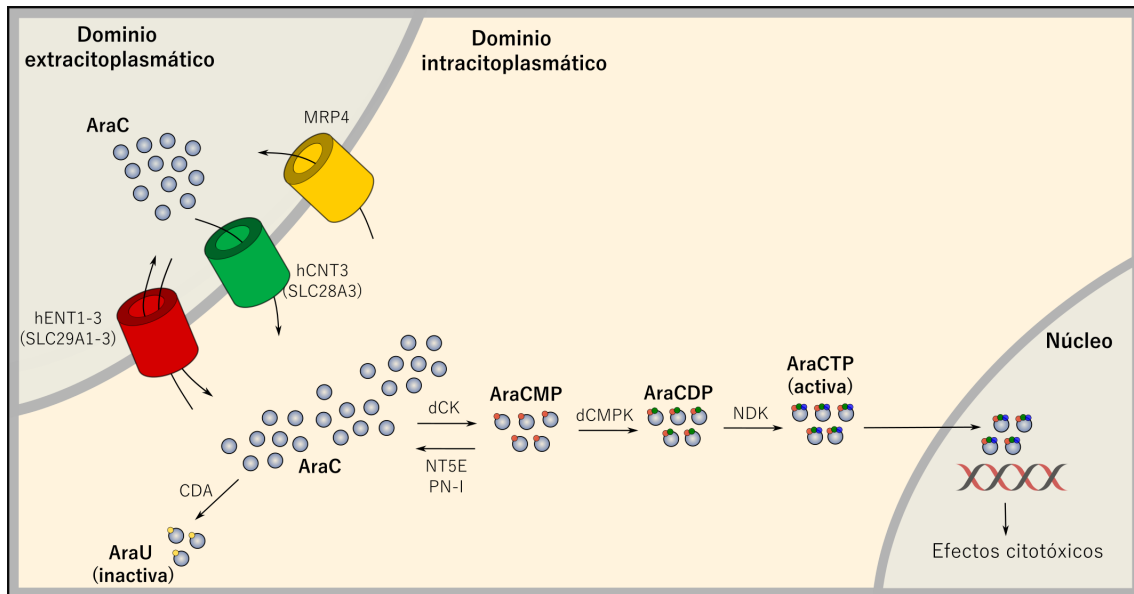 Dominio
extracitoplasmático
Dominio
intracitoplasmático
AraC
MRP4
hCNT3
(SLC28A3)
hENT1-3
(SLC29A1-3)
Núcleo
AraC
dCK
NT5E
PN-I
AraCMP
dCMPK
AraCDP
NDK
AraCTP
(activa)
CDA
AraU
(inactiva)
Efectos citotóxicos